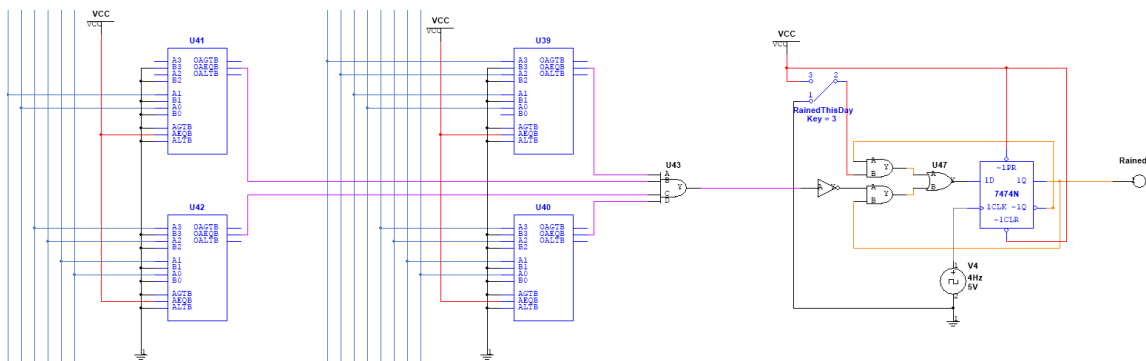 VCC
VCC
U41
A3 OAGTB
B3 OAEQB
A2 OALTB
B2
A1
B1
A0
B0
AGTB
AEQB
ALTB
U42
A3 OAGTB
B3 OAEQB
A2 OALTB
B2
A1
B1
A0
B0
AGTB
AEQB
ALTB
VCC
VCC
U39
A3 OAGTB
B3 OAEQB
A2 OALTB
B2
A1
B1
A0
B0
AGTB
AEQB
ALTB
U40
A3 OAGTB
B3 OAEQB
A2 OALTB
B2
A1
B1
A0
B0
AGTB
AEQB
ALTB
U43
A
B
C
D
Y
VCC
VCC
3 2
1
RainedThisDay
Key = 3
A Y
A
B
Y
A
B
Y
U47
A
B
Y
~1PR
1D 1Q
7474N
1CLK ~1Q
~1CLR
V4
4Hz
5V
Rained